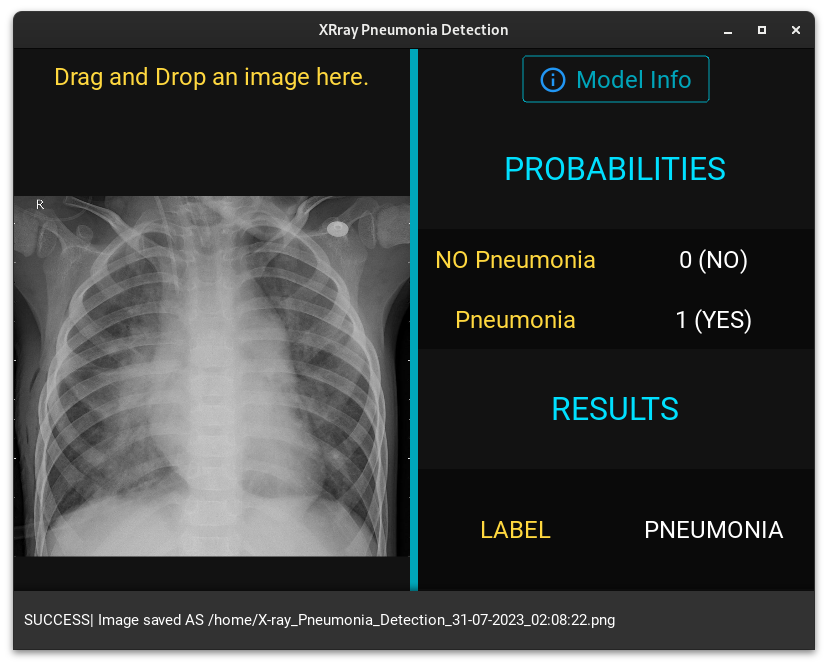 XRray Pneumonia Detection
Drag and Drop an image here.
R
Model Info
PROBABILITIES
NO Pneumonia 0 (NO)
Pneumonia 1 (YES)
RESULTS
LABEL PNEUMONIA
SUCCESS| Image saved AS /home/X-ray_Pneumonia_Detection_31-07-2023_02:08:22.png